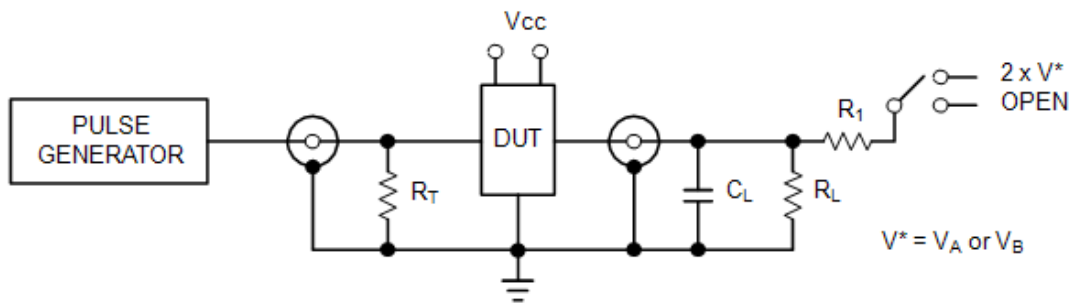 Vcc
2 x V*
OPEN
R1
PULSE
GENERATOR
DUT
RT
CL
RL
V* = VA or VB